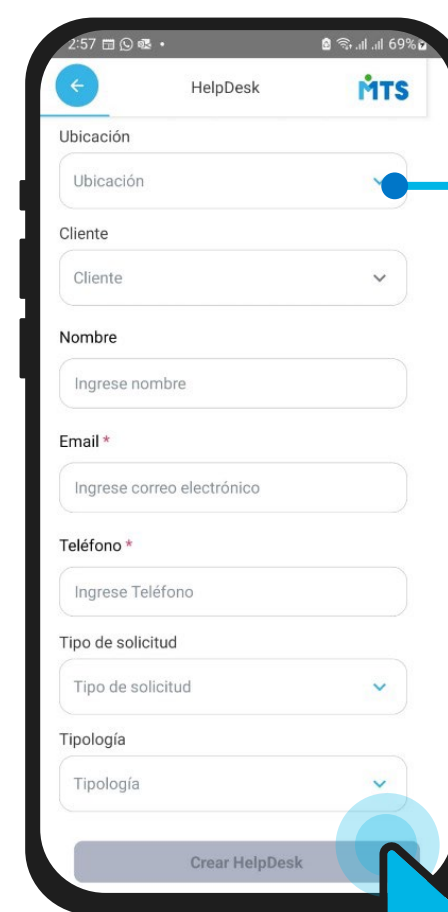 2:57 69%
HelpDesk MTS
Ubicación
Ubicación
Cliente
Cliente
Nombre
Ingrese nombre
Email *
Ingrese correo electrónico
Teléfono *
Ingrese Teléfono
Tipo de solicitud
Tipo de solicitud
Tipología
Tipología
Crear HelpDesk